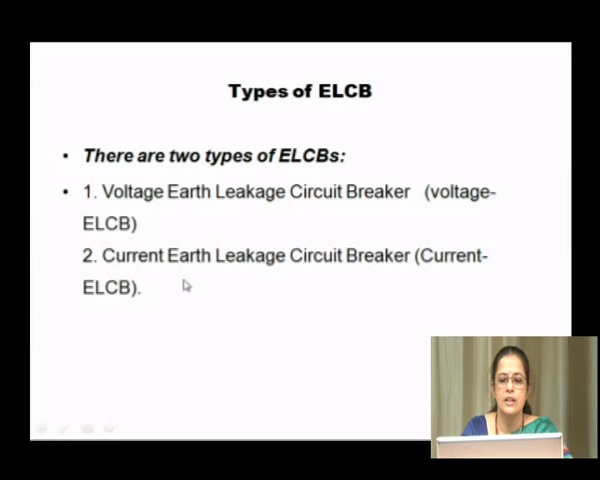 Types of ELCB
• There are two types of ELCBs:
• 1. Voltage Earth Leakage Circuit Breaker (voltage-
ELCB)
2. Current Earth Leakage Circuit Breaker (Current-
ELCB).